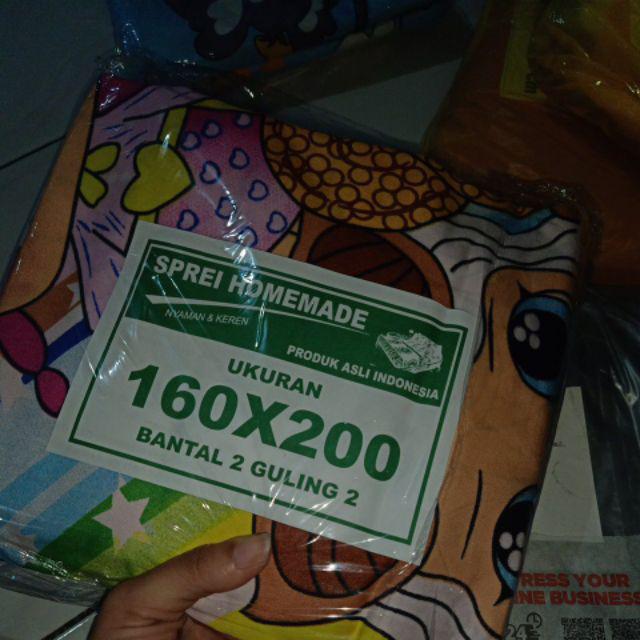 SPREI HOMEMADE
NYAMAN & KEREN
PRODUK ASLI INDONESIA
UKURAN
160X200
BANTAL 2 GULING 2
RESS YOUR
NE BUSINESS